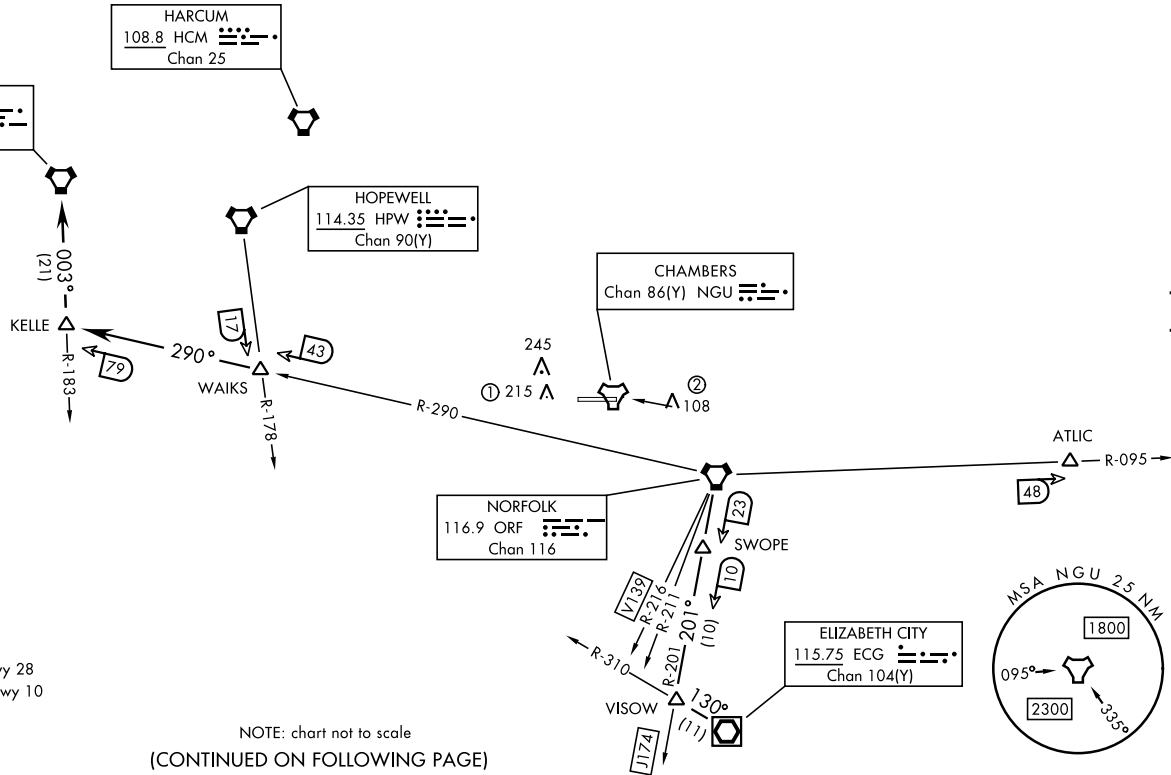 HARCUM
108.8 HCM
Chan 25
HOPEWELL
114.35 HPW
Chan 90(Y)
CHAMBERS
Chan 86(Y) NGU
003°
(21)
KELLE
R-183
79
290°
17
43
WAIKS
R-178
R-290
245
① 215
②
108
ATLIC
R-095
48
NORFOLK
116.9 ORF
Chan 116
23
SWOPE
10
V139
R-216
R-211
R-201 201°
(10)
R-310
VISOW
130°
(11)
J174
ELIZABETH CITY
115.75 ECG
Chan 104(Y)
MSA NGU 25 NM
1800
095°
2300
335°
wy 28
wy 10
NOTE: chart not to scale
(CONTINUED ON FOLLOWING PAGE)